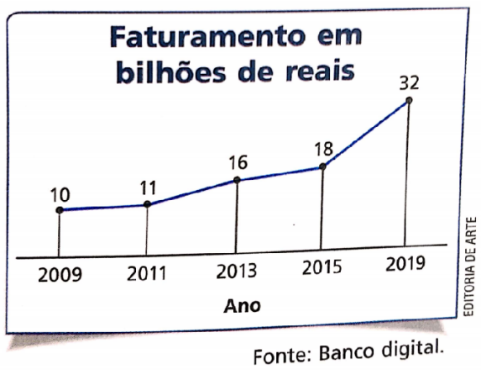 Faturamento em
bilhões de reais
10
11
16
18
32
2009
2011
2013
2015
2019
Ano
EDITORIA DE ARTE
Fonte: Banco digital.